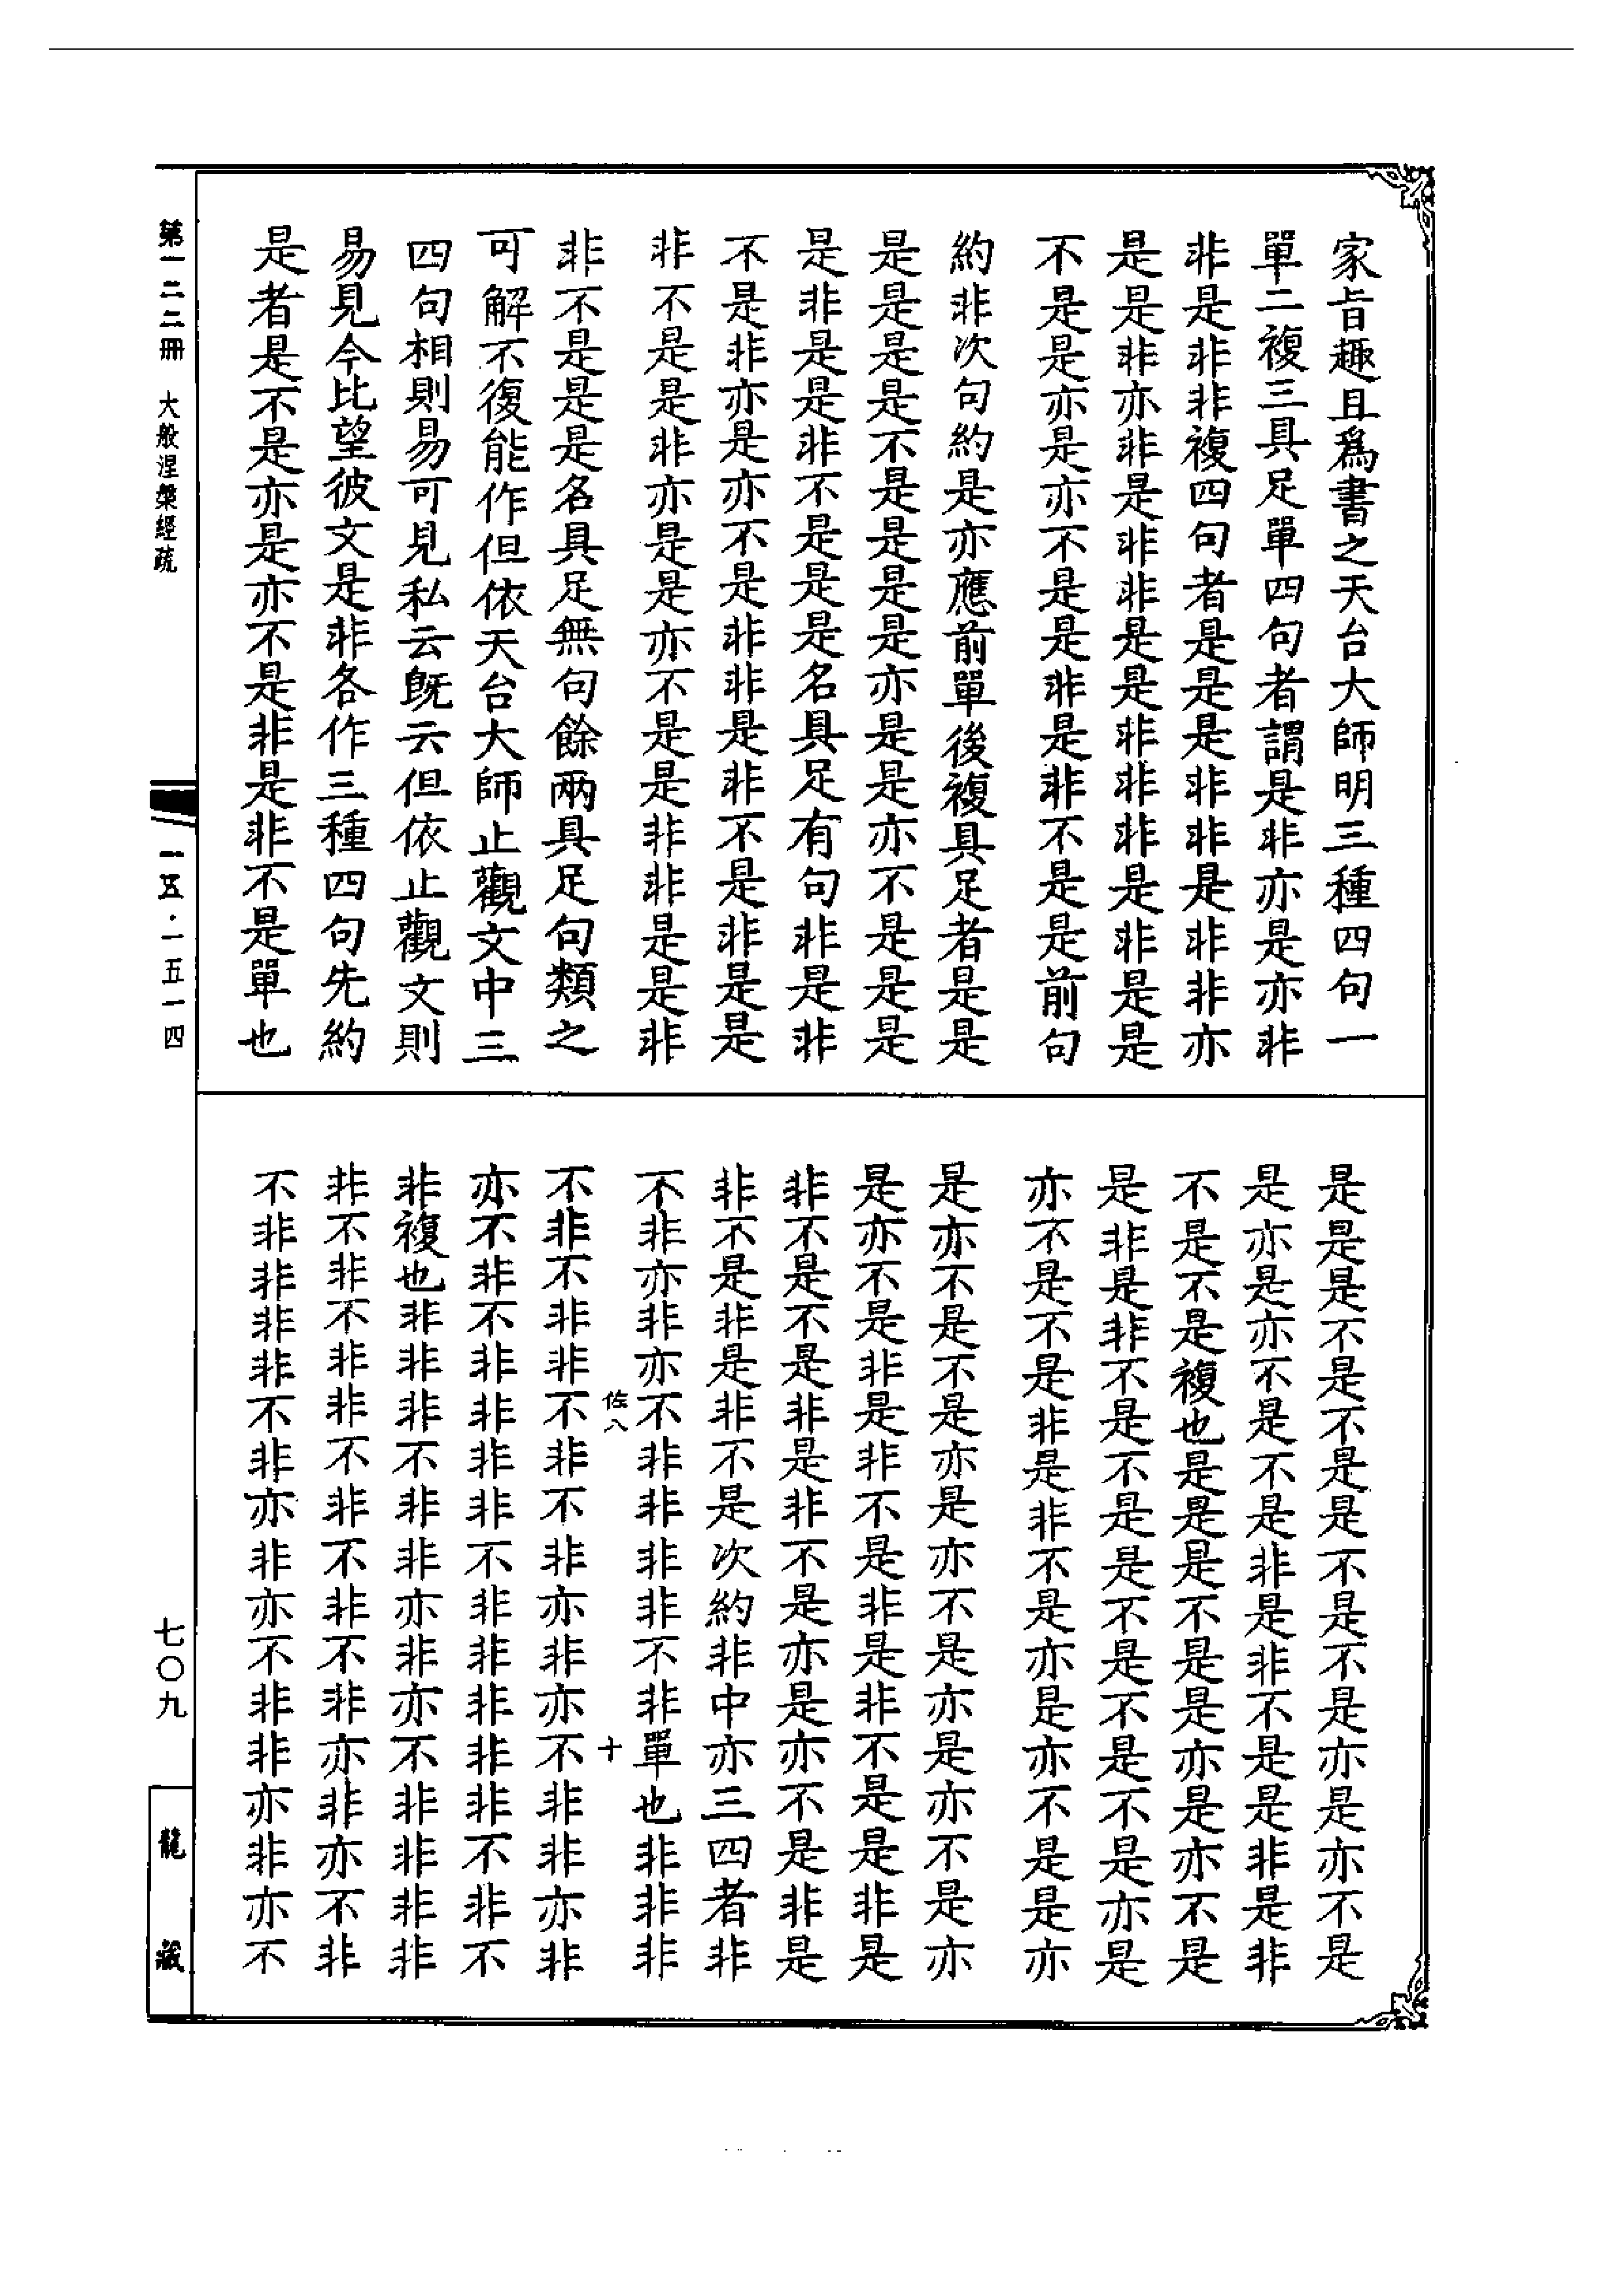 家旨趣且爲書之天台大師明三種四句一
單二複三具足單四句者謂是非亦是亦非
非是非非複四句者是是是非非是非非亦
是是非亦非是非非是是非非非是非是是
不是是亦是亦不是是非是非不是是前句
約非次句約是亦應前單後複具足者是是
是是是是不是是是是亦是是亦不是是是
是非是是非不是是是名具足有句非是非
不是非亦是亦不是非非是非不是非是是
非不是是非亦是是亦不是是非非是是非
非不是是是名具足無句餘兩具足句類之
可解不復能作但依天台大師止觀文中三
四句相則易可見私云既云但依止觀文則
易見今比望彼文是非各作三種四句先約
是者是不是亦是亦不是非是非不是單也
是是是不是不是是不是不是亦是亦不是
是亦是亦不是不是非是非不是是非是非
不是不是複也是是是不是是亦是亦不是
是非是非不是不是是不是不是不是亦是
亦不是不是非是非不是亦是亦不是是亦
是亦不是不是亦是亦不是亦是亦不是亦
是亦不是非是非不是非是非不是是非是
非不是不是非是非不是亦是亦不是非是
非不是非是非不是次約非中亦三四者非
不非亦非亦不非非非非不非單也非非非
佐八 十
不非不非非不非不非亦非亦不非非亦非
亦不非不非非非非不非非非非非不非不
非複也非非非不非非亦非亦不非非非非
非不非不非非不非不非不非亦非亦不非
不非非非非不非亦非亦不非非亦非亦不
第一二二冊 大般涅槃經疏 一五·一五一四 七〇九 龍藏